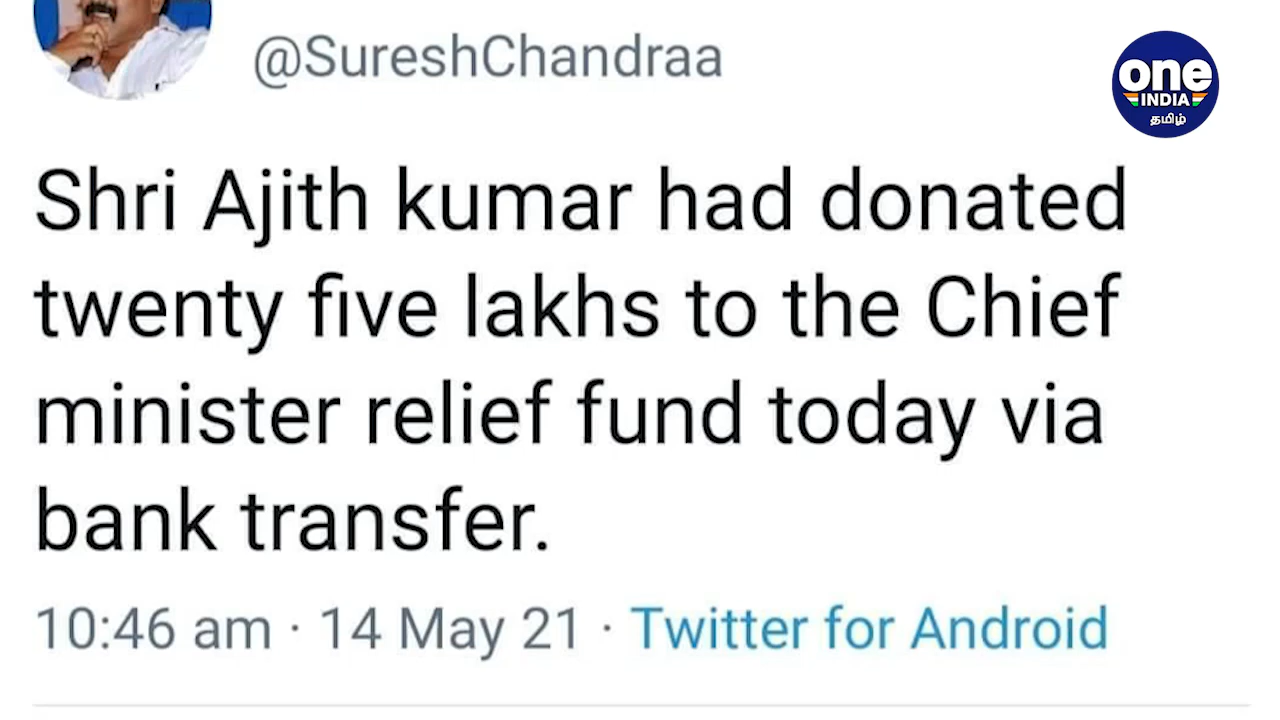 @SureshChandraa
one
INDIA
தமிழ்
Shri Ajith kumar had donated
twenty five lakhs to the Chief
minister relief fund today via
bank transfer.
10:46 am · 14 May 21 · Twitter for Android